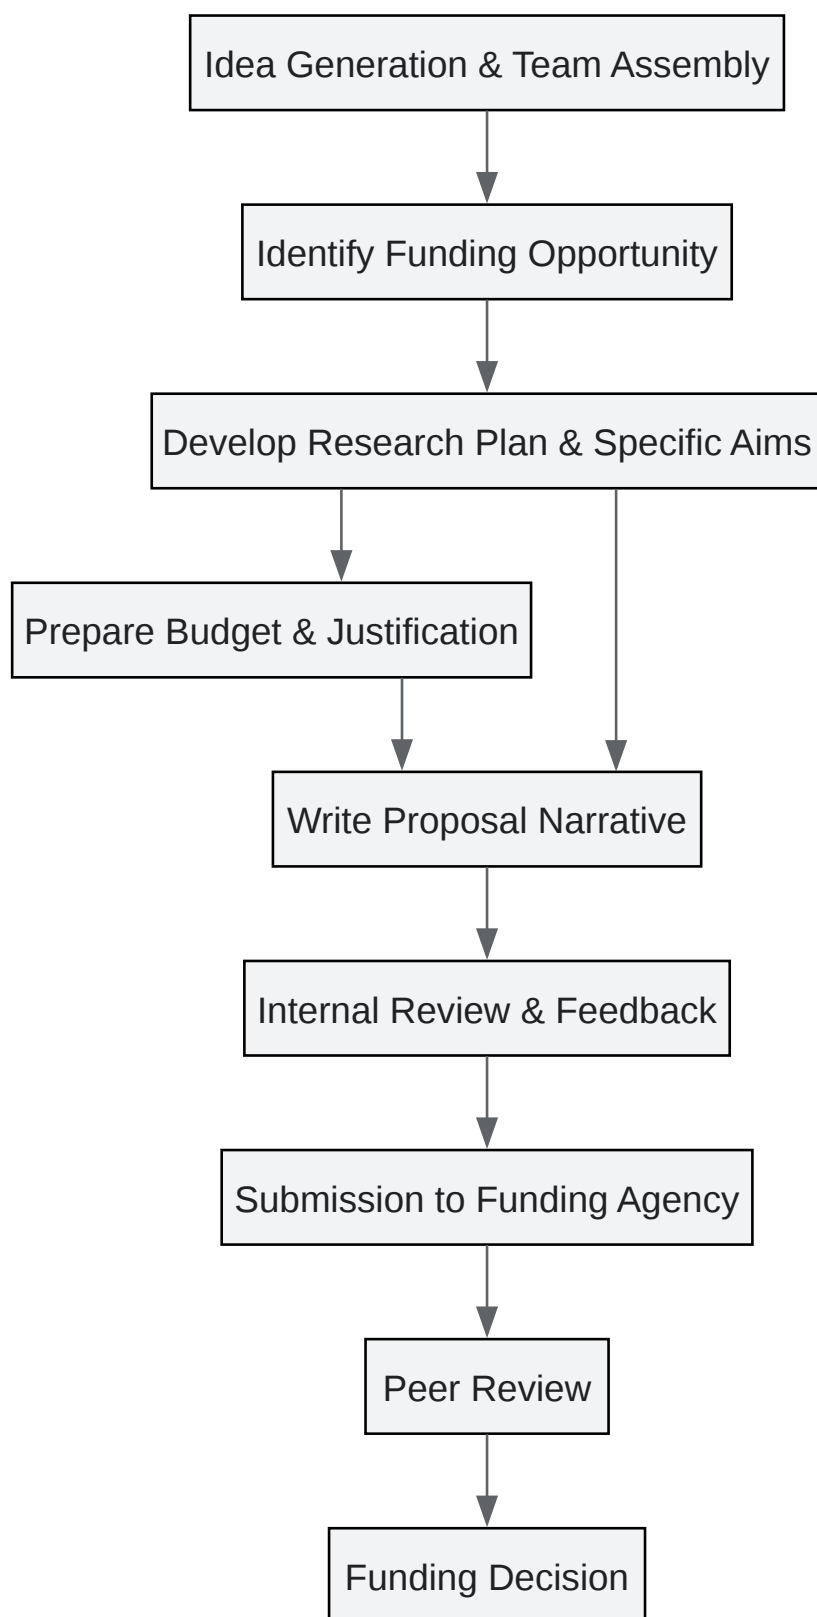 Idea Generation & Team Assembly
Identify Funding Opportunity
Develop Research Plan & Specific Aims
Prepare Budget & Justification
Write Proposal Narrative
Internal Review & Feedback
Submission to Funding Agency
Peer Review
Funding Decision